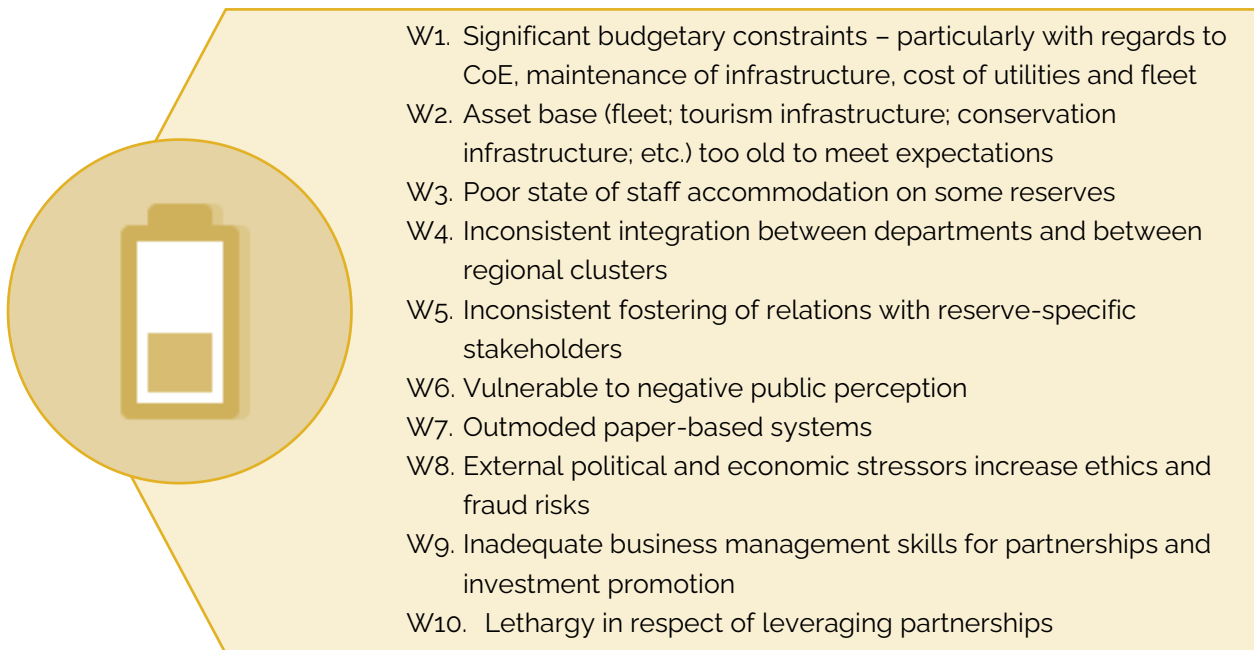 W1. Significant budgetary constraints – particularly with regards to
CoE, maintenance of infrastructure, cost of utilities and fleet
W2. Asset base (fleet; tourism infrastructure; conservation
infrastructure; etc.) too old to meet expectations
W3. Poor state of staff accommodation on some reserves
W4. Inconsistent integration between departments and between
regional clusters
W5. Inconsistent fostering of relations with reserve-specific
stakeholders
W6. Vulnerable to negative public perception
W7. Outmoded paper-based systems
W8. External political and economic stressors increase ethics and
fraud risks
W9. Inadequate business management skills for partnerships and
investment promotion
W10. Lethargy in respect of leveraging partnerships